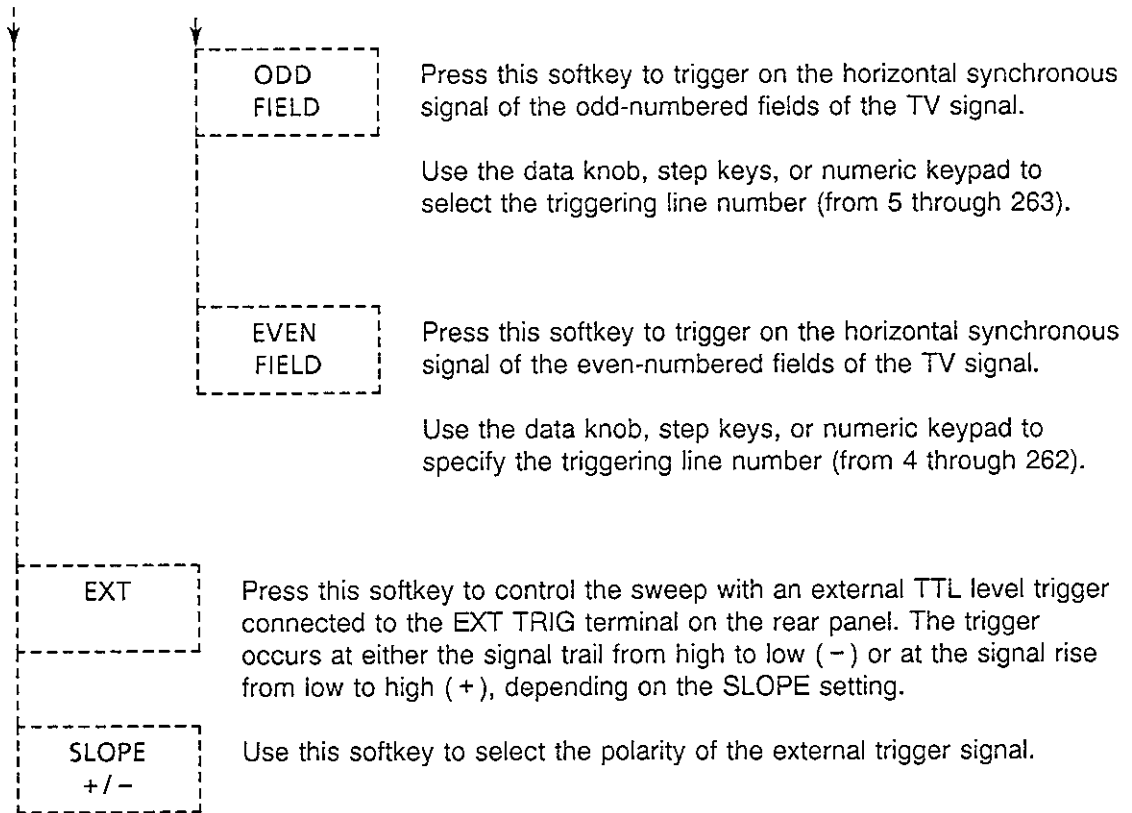 ODD
FIELD
Press this softkey to trigger on the horizontal synchronous
signal of the odd-numbered fields of the TV signal.
Use the data knob, step keys, or numeric keypad to
select the triggering line number (from 5 through 263).
EVEN
FIELD
Press this softkey to trigger on the horizontal synchronous
signal of the even-numbered fields of the TV signal.
Use the data knob, step keys, or numeric keypad to
specify the triggering line number (from 4 through 262).
EXT
Press this softkey to control the sweep with an external TTL level trigger
connected to the EXT TRIG terminal on the rear panel. The trigger
occurs at either the signal trail from high to low (-) or at the signal rise
from low to high (+), depending on the SLOPE setting.
SLOPE
+/-
Use this softkey to select the polarity of the external trigger signal.